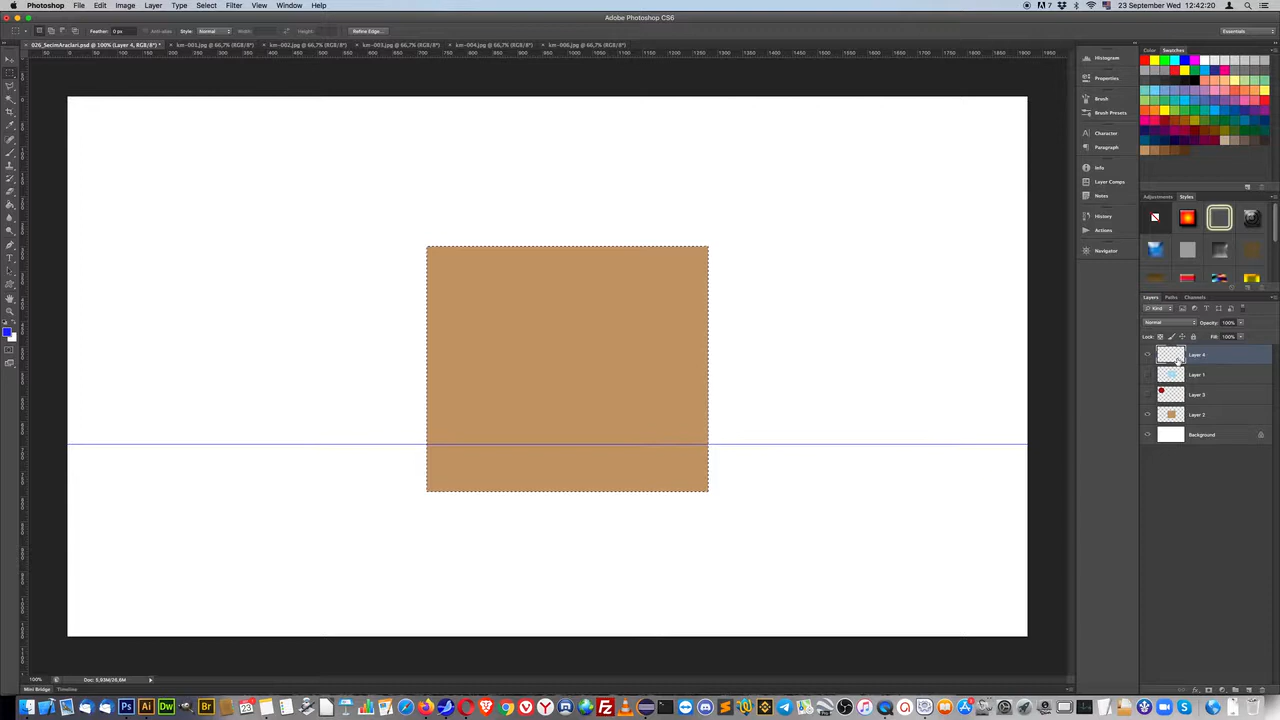 Photoshop File Edit Image Layer Type Select Filter View Window Help
23 September Wed 12:42:20
Adobe Photoshop CS6
Feather: 0 px Anti-alias Style: Normal Width: Height: Refine Edge... Essentials
026_SecimAraclari.psd @ 100% (Layer 4, RGB/8*) * km-001.jpg @ 66,7% (RGB/8*) km-002.jpg @ 66,7% (RGB/8*) km-003.jpg @ 66,7% (RGB/8*) km-004.jpg @ 66,7% (RGB/8*) km-006.jpg @ 66,7% (RGB/8*)
Histogram
Properties
Brush
Brush Presets
Character
Paragraph
Info
Layer Comps
Notes
History
Actions
Navigator
Color Swatches
Adjustments Styles
Layers Paths Channels
Kind
Normal Opacity: 100%
Lock: Fill: 100%
Layer 4
Layer 1
Layer 3
Layer 2
Background
100% Doc: 5,93M/26,6M
Mini Bridge Timeline